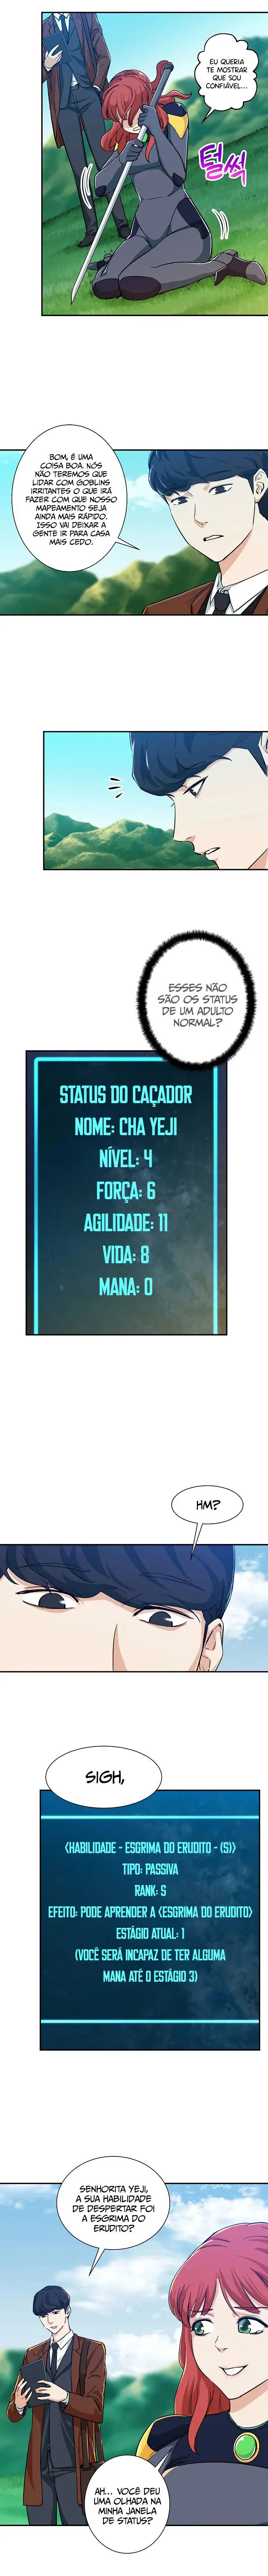 EU QUERIA
TE MOSTRAR
QUE SOU
CONFIÁVEL...
털썩
BOM, É UMA
COISA BOA. NÓS
NÃO TEREMOS QUE
LIDAR COM GOBLINS
IRRITANTES O QUE IRÁ
FAZER COM QUE NOSSO
MAPEAMENTO SEJA
AINDA MAIS RÁPIDO.
ISSO VAI DEIXAR A
GENTE IR PARA CASA
MAIS CEDO.
ESSES NÃO
SÃO OS STATUS
DE UM ADULTO
NORMAL?
STATUS DO CAÇADOR
NOME: CHA YEJI
NÍVEL: 4
FORÇA: 6
AGILIDADE: 11
VIDA: 8
MANA: 0
HM?
SIGH,
<HABILIDADE - ESGRIMA DO ERUDITO - (S)>
TIPO: PASSIVA
RANK: S
EFEITO: PODE APRENDER A <ESGRIMA DO ERUDITO>
ESTÁGIO ATUAL: 1
(VOCÊ SERÁ INCAPAZ DE TER ALGUMA
MANA ATÉ O ESTÁGIO 3)
SENHORITA YEJI,
A SUA HABILIDADE
DE DESPERTAR FOI
A ESGRIMA DO
ERUDITO?
AH... VOCÊ DEU
UMA OLHADA NA
MINHA JANELA
DE STATUS?